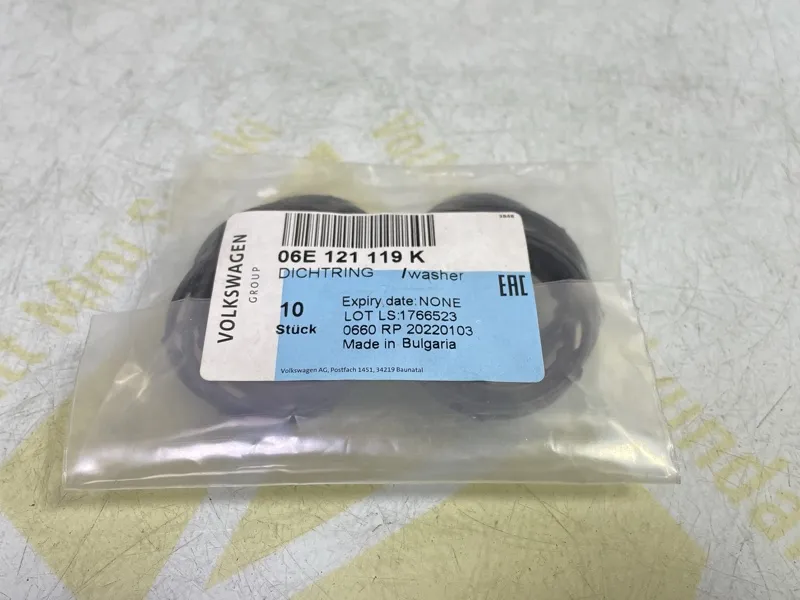 VOLKSWAGEN
GROUP
06E 121 119 K
DICHTRING /washer
10
Stück
Expiry date:NONE
LOT LS:1766523
0660 RP 20220103
Made in Bulgaria
EAC
Volkswagen AG, Postfach 1451, 34219 Baunatal